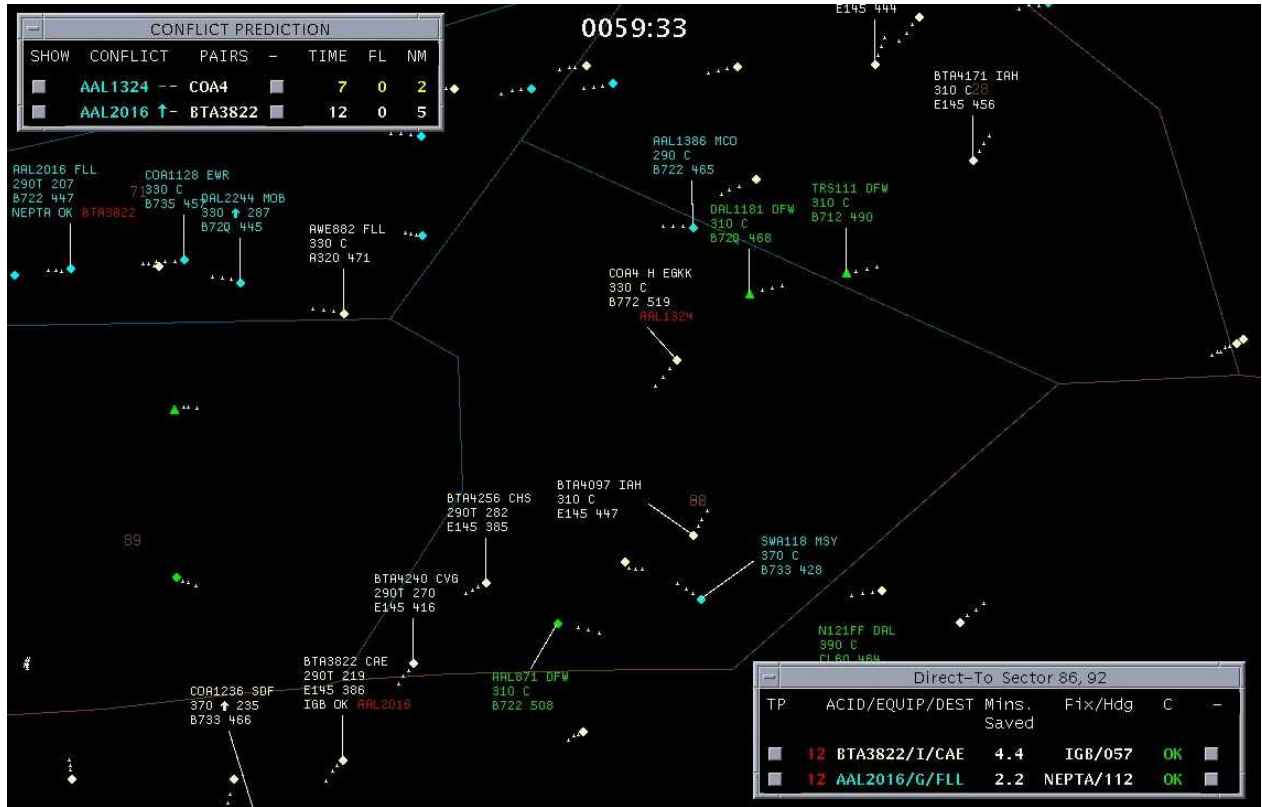 CONFLICT PREDICTION
SHOW CONFLICT PAIRS - TIME FL NM
AAL1324 -- COA4 7 0 2
AAL2016 ↑- BTA3822 12 0 5
0059:33
E145 444
BTA4171 IAH
310 C
28
E145 456
AAL1386 MCO
290 C
B722 465
AAL2016 FLL
290T 207
B722 447
NEPTA OK BTA3822
71
COA1128 EWR
330 C
B735 457
DAL2244 MOB
330 ↑ 287
B72Q 445
AWE882 FLL
330 C
A320 471
DAL1181 DFW
310 C
B72Q 468
TRS111 DFW
310 C
B712 490
COA4 H EGKK
330 C
B772 519
AAL1324
BTA4097 IAH
310 C
E145 447
BTA4256 CHS
290T 282
E145 385
89
SWA118 MSY
370 C
B733 428
BTA4240 CVG
290T 270
E145 416
N121FF DAL
390 C
CL60 464
BTA3822 CAE
290T 219
E145 386
IGB OK AAL2016
COA1236 SDF
370 ↑ 235
B733 466
AAL871 DFW
310 C
B722 508
Direct-To Sector 86, 92
TP ACID/EQUIP/DEST Mins. Saved Fix/Hdg C -
12 BTA3822/I/CAE 4.4 IGB/057 OK
12 AAL2016/G/FLL 2.2 NEPTA/112 OK